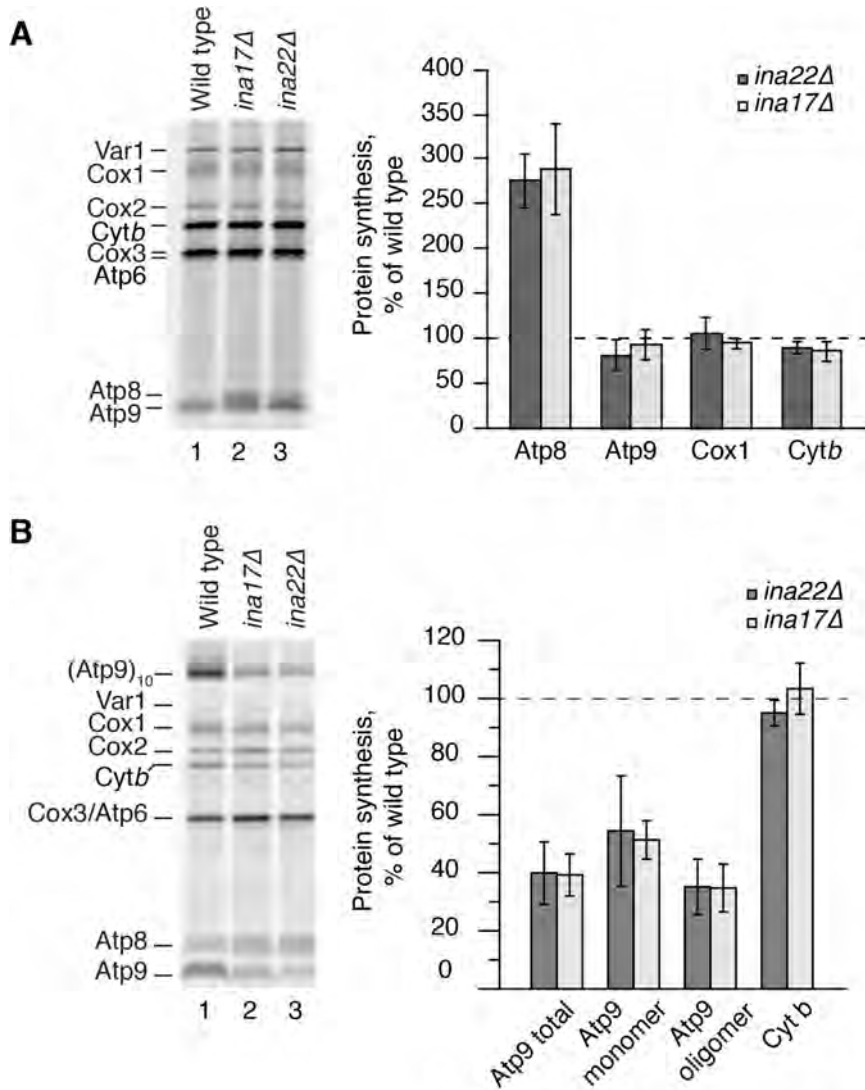 A
Wild type
ina17Δ
ina22Δ
Var1
Cox1
Cox2
Cytb
Cox3
Atp6
Atp8
Atp9
1 2 3
Protein synthesis,
% of wild type
400
350
300
250
200
150
100
50
0
ina22Δ
ina17Δ
Atp8 Atp9 Cox1 Cytb
B
Wild type
ina17Δ
ina22Δ
(Atp9)10
Var1
Cox1
Cox2
Cytb
Cox3/Atp6
Atp8
Atp9
1 2 3
Protein synthesis,
% of wild type
120
100
80
60
40
20
0
ina22Δ
ina17Δ
Atp9 total
Atp9
monomer
Atp9
oligomer
Cyt b